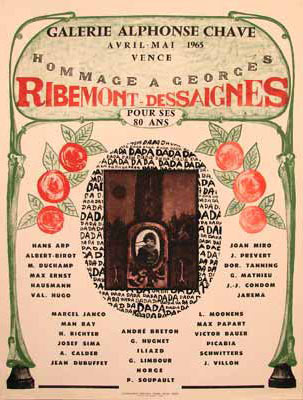 GALERIE ALPHONSE CHAVE
AVRIL-MAI 1965
VENCE
HOMMAGE A GEORGES
RIBEMONT-DESSAIGNES
POUR SES
80 ANS
DADA DADA DADA
HANS ARP
ALBERT-BIROT
M. DUCHAMP
MAX ERNST
HAUSMANN
VAL. HUGO
JOAN MIRO
J. PREVERT
DOR. TANNING
G. MATHIEU
J.-J. CONDOM
JAREMA
MARCEL JANCO
MAN RAY
H. RICHTER
JOSEF SIMA
A. CALDER
JEAN DUBUFFET
ANDRÉ BRETON
G. HUGNET
ILIAZD
G. LIMBOUR
NORGE
P. SOUPAULT
L. MOONENS
MAX PAPART
VICTOR BAUER
PICABIA
SCHWITTERS
J. VILLON